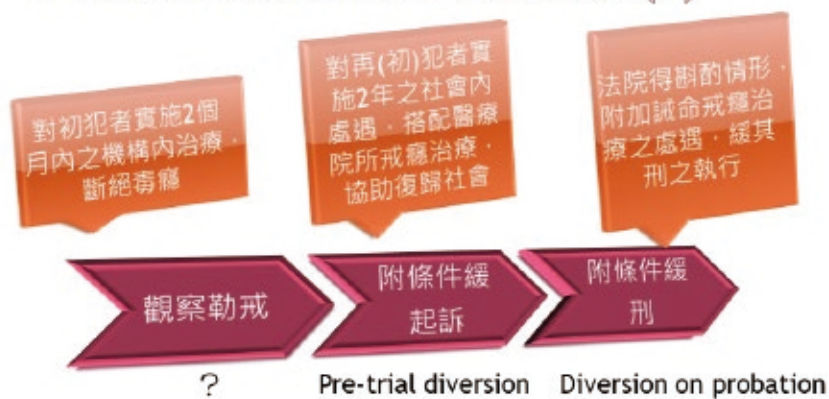 對初犯者實施2個
月內之機構內治療，
斷絕毒癮
對再(初)犯者實
施2年之社會內
處遇，搭配醫療
院所戒癮治療，
協助復歸社會
法院得斟酌情形，
附加誡命戒癮治
療之處遇，緩其
刑之執行
觀察勒戒
附條件緩
起訴
附條件緩
刑
?
Pre-trial diversion
Diversion on probation